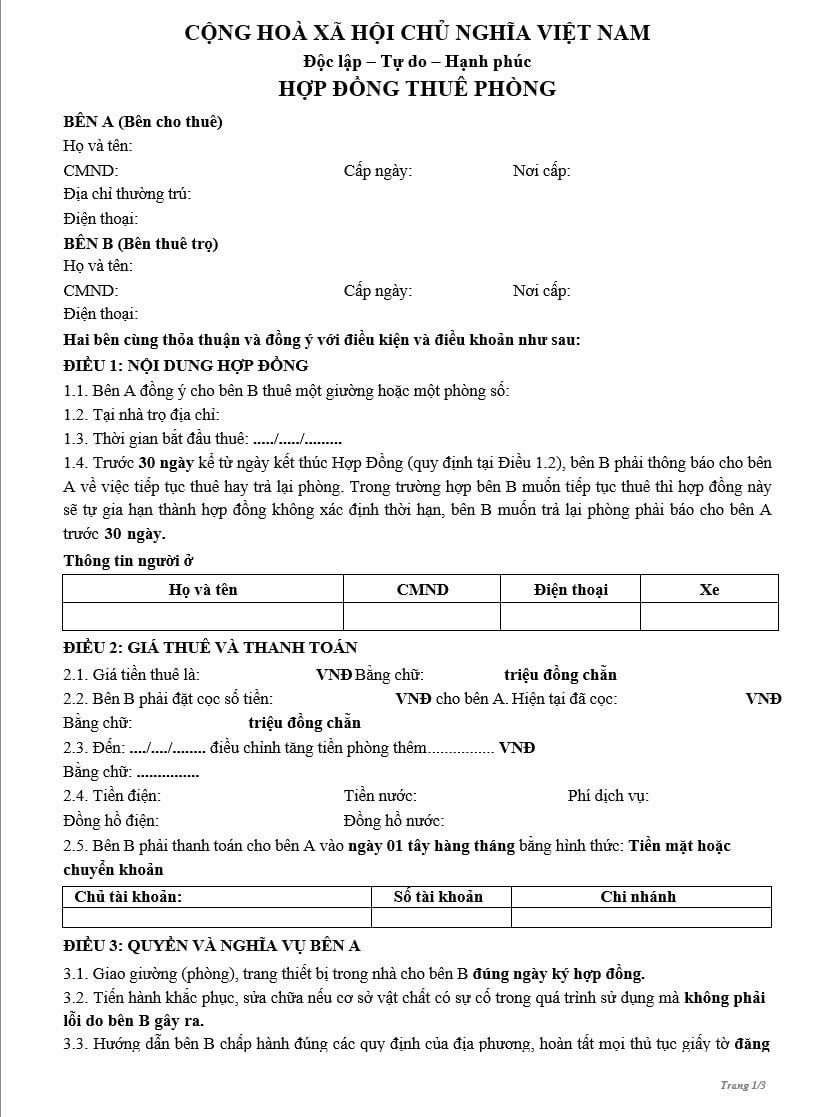 CỘNG HOÀ XÃ HỘI CHỦ NGHĨA VIỆT NAM
Độc lập – Tự do – Hạnh phúc
HỢP ĐỒNG THUÊ PHÒNG
BÊN A (Bên cho thuê)
Họ và tên:
CMND: Cấp ngày: Nơi cấp:
Địa chỉ thường trú:
Điện thoại:
BÊN B (Bên thuê trọ)
Họ và tên:
CMND: Cấp ngày: Nơi cấp:
Điện thoại:
Hai bên cùng thỏa thuận và đồng ý với điều kiện và điều khoản như sau:
ĐIỀU 1: NỘI DUNG HỢP ĐỒNG
1.1. Bên A đồng ý cho bên B thuê một giường hoặc một phòng số:
1.2. Tại nhà trọ địa chỉ:
1.3. Thời gian bắt đầu thuê: ...../...../.........
1.4. Trước 30 ngày kể từ ngày kết thúc Hợp Đồng (quy định tại Điều 1.2), bên B phải thông báo cho bên
A về việc tiếp tục thuê hay trả lại phòng. Trong trường hợp bên B muốn tiếp tục thuê thì hợp đồng này
sẽ tự gia hạn thành hợp đồng không xác định thời hạn, bên B muốn trả lại phòng phải báo cho bên A
trước 30 ngày.
Thông tin người ở
Họ và tên CMND Điện thoại Xe
ĐIỀU 2: GIÁ THUÊ VÀ THANH TOÁN
2.1. Giá tiền thuê là: VNĐ Bằng chữ: triệu đồng chẵn
2.2. Bên B phải đặt cọc số tiền: VNĐ cho bên A. Hiện tại đã cọc: VNĐ
Bằng chữ: triệu đồng chẵn
2.3. Đến: ..../..../........ điều chỉnh tăng tiền phòng thêm................ VNĐ
Bằng chữ: ...............
2.4. Tiền điện: Tiền nước: Phí dịch vụ:
Đồng hồ điện: Đồng hồ nước:
2.5. Bên B phải thanh toán cho bên A vào ngày 01 tây hàng tháng bằng hình thức: Tiền mặt hoặc
chuyển khoản
Chủ tài khoản: Số tài khoản Chi nhánh
ĐIỀU 3: QUYỀN VÀ NGHĨA VỤ BÊN A
3.1. Giao giường (phòng), trang thiết bị trong nhà cho bên B đúng ngày ký hợp đồng.
3.2. Tiến hành khắc phục, sửa chữa nếu cơ sở vật chất có sự cố trong quá trình sử dụng mà không phải
lỗi do bên B gây ra.
3.3. Hướng dẫn bên B chấp hành đúng các quy định của địa phương, hoàn tất mọi thủ tục giấy tờ đăng
Trang 1/3